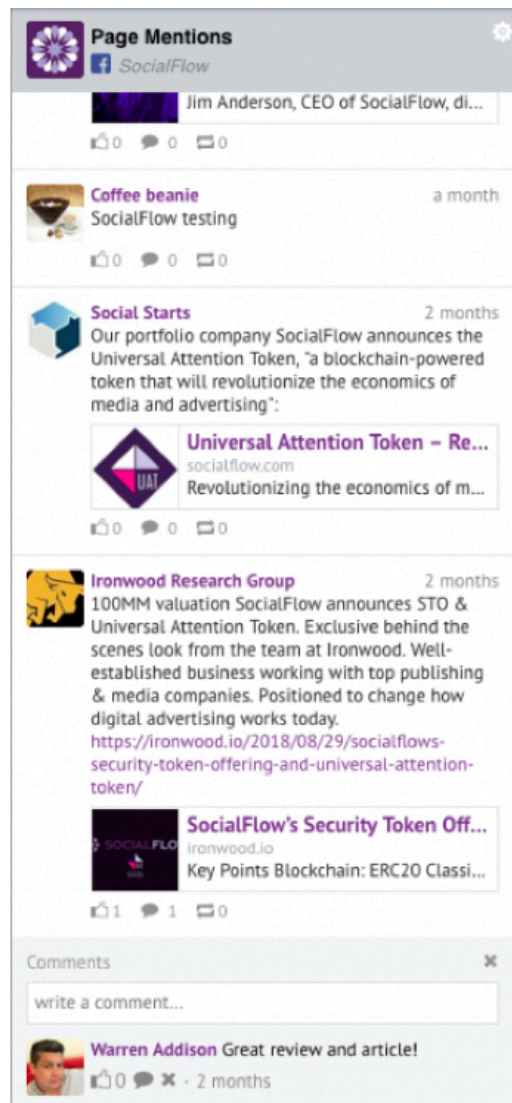 Page Mentions
SocialFlow
Jim Anderson, CEO of SocialFlow, di...
0 0 0
Coffee beanie a month
SocialFlow testing
0 0 0
Social Starts 2 months
Our portfolio company SocialFlow announces the
Universal Attention Token, "a blockchain-powered
token that will revolutionize the economics of
media and advertising":
UAT
Universal Attention Token – Re...
socialflow.com
Revolutionizing the economics of m...
0 0 0
Ironwood Research Group 2 months
100MM valuation SocialFlow announces STO &
Universal Attention Token. Exclusive behind the
scenes look from the team at Ironwood. Well-
established business working with top publishing
& media companies. Positioned to change how
digital advertising works today.
https://ironwood.io/2018/08/29/socialflows-
security-token-offering-and-universal-attention-
token/
SOCIALFLO
SocialFlow's Security Token Off...
ironwood.io
Key Points Blockchain: ERC20 Classi...
1 1 0
Comments
write a comment...
Warren Addison Great review and article!
0 · 2 months